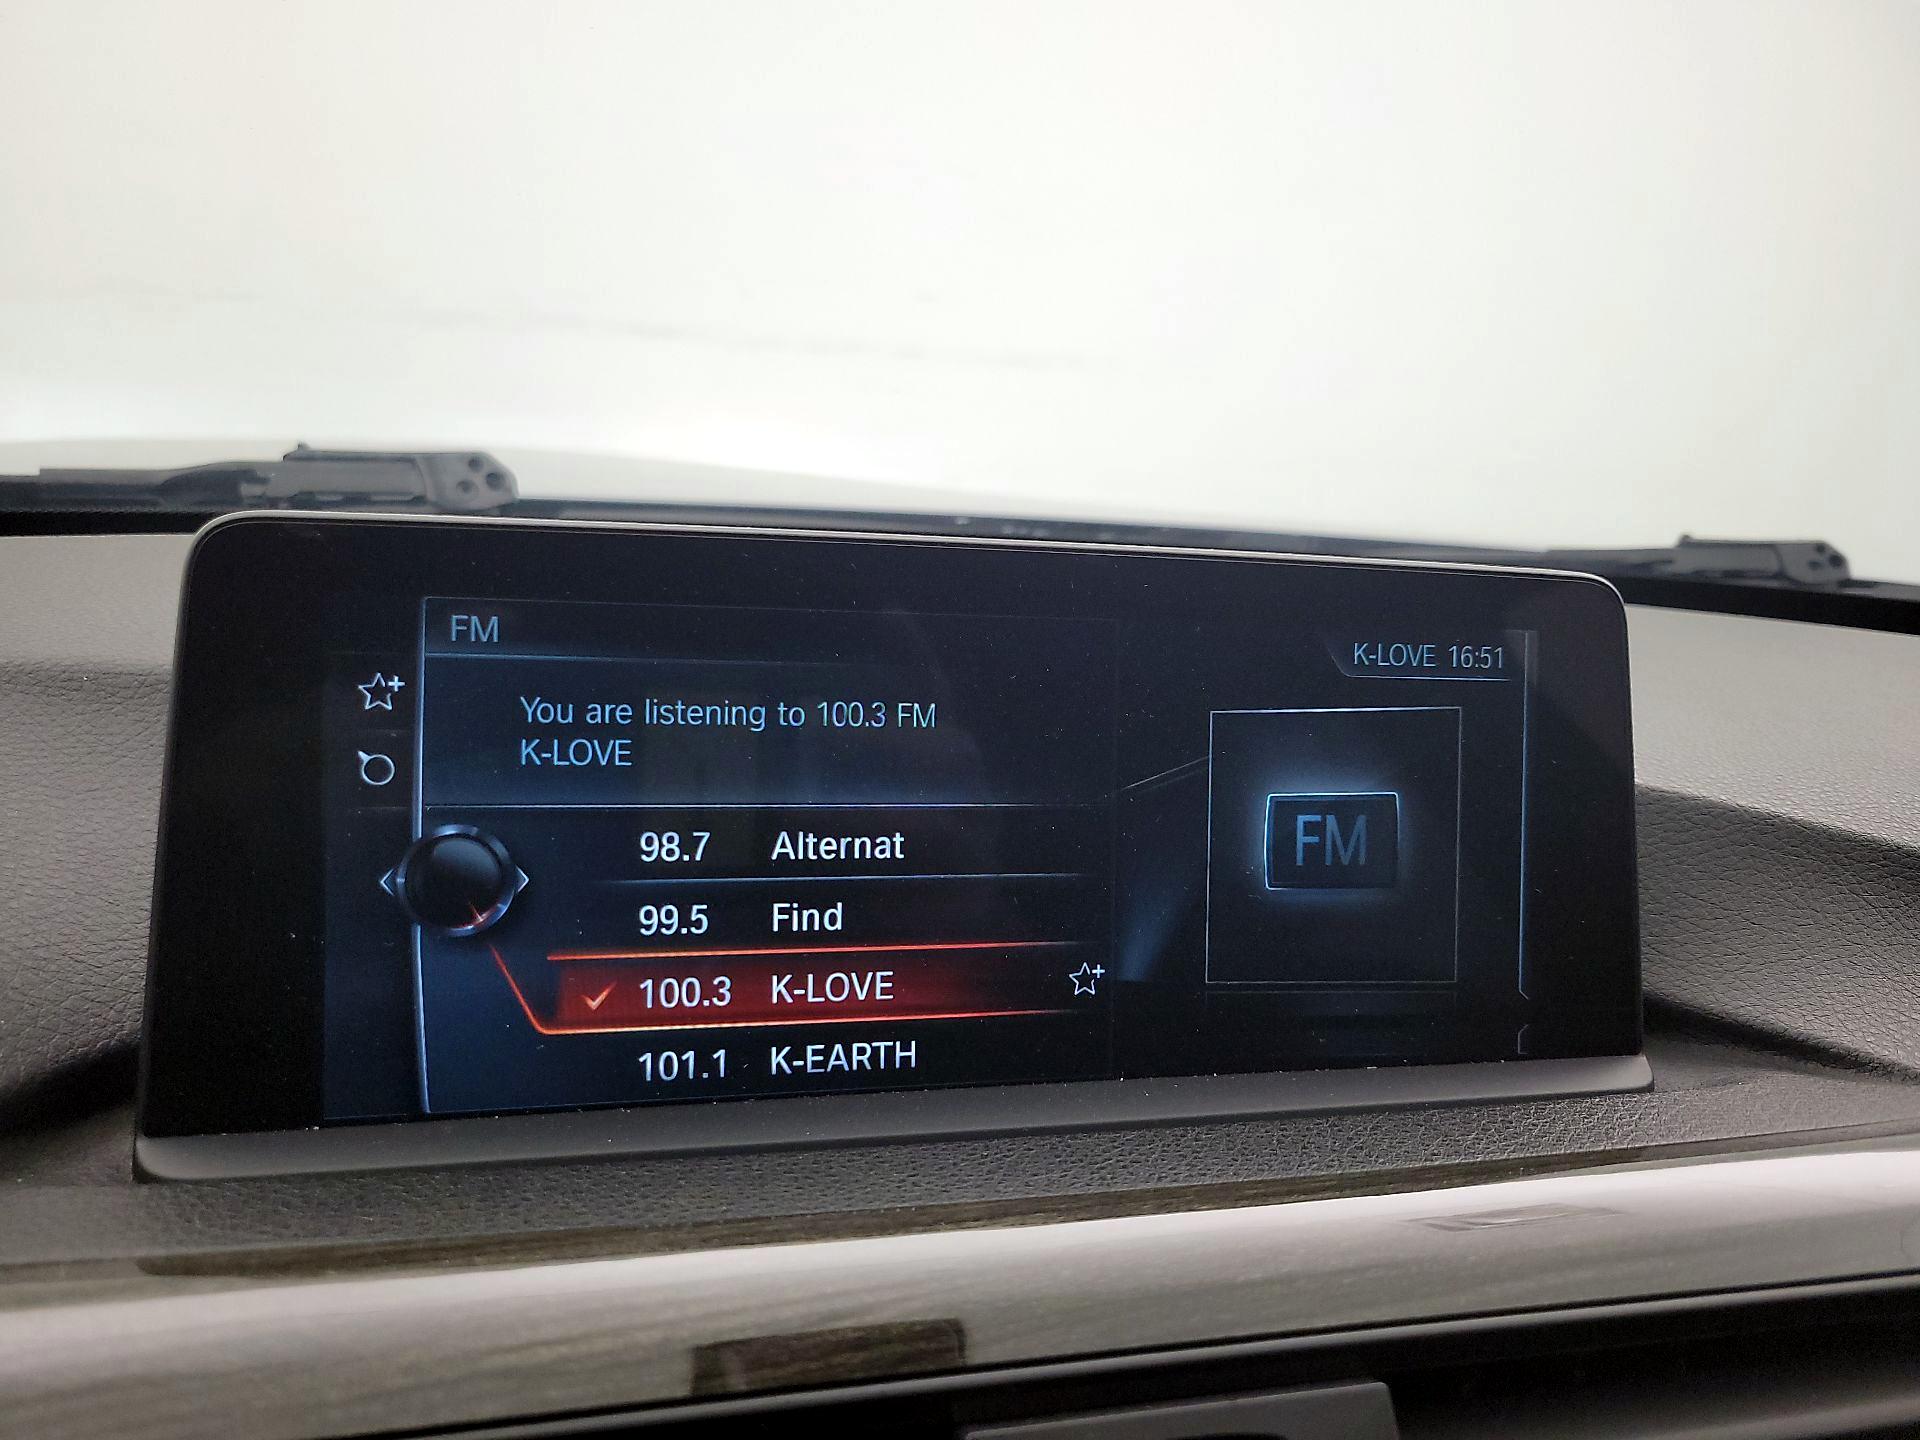 FM
K-LOVE 16:51
You are listening to 100.3 FM
K-LOVE
98.7 Alternat
99.5 Find
100.3 K-LOVE
101.1 K-EARTH
FM